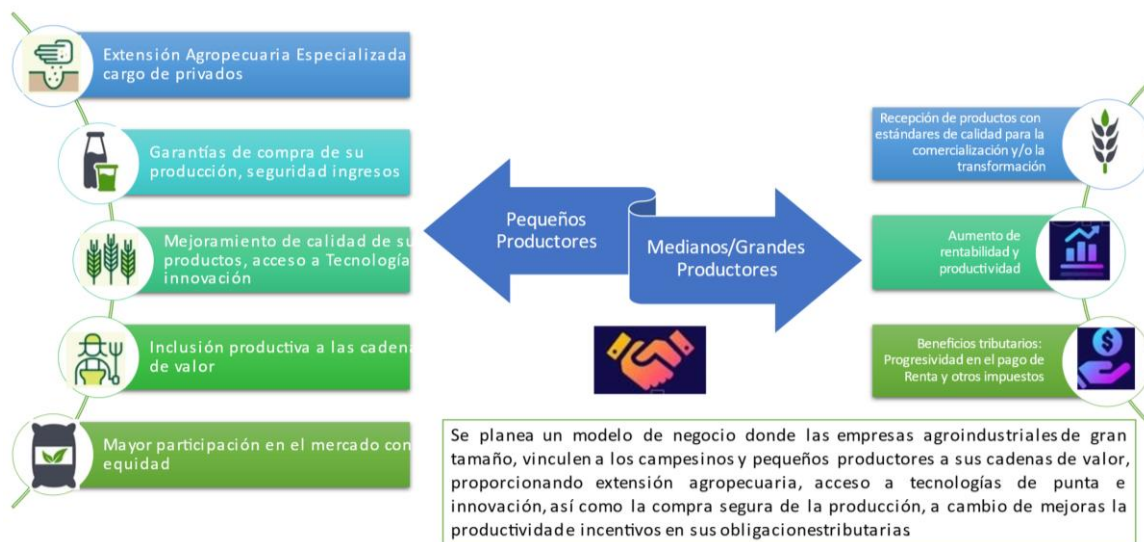 Extensión Agropecuaria Especializada
cargo de privados
Garantías de compra de su
producción, seguridad ingresos
Mejoramiento de calidad de su
productos, acceso a Tecnología
innovación
Inclusión productiva a las cadena
de valor
Mayor participación en el mercado con
equidad
Pequeños
Productores
Medianos/Grandes
Productores
Recepción de productos con
estándares de calidad para la
comercialización y/o la
transformación
Aumento de
rentabilidad y
productividad
Beneficios tributarios:
Progresividad en el pago de
Renta y otros impuestos
Se planea un modelo de negocio donde las empresas agroindustriales de gran
tamaño, vinculen a los campesinos y pequeños productores a sus cadenas de valor,
proporcionando extensión agropecuaria, acceso a tecnologías de punta e
innovación, así como la compra segura de la producción, a cambio de mejoras la
productividad e incentivos en sus obligaciones tributarias